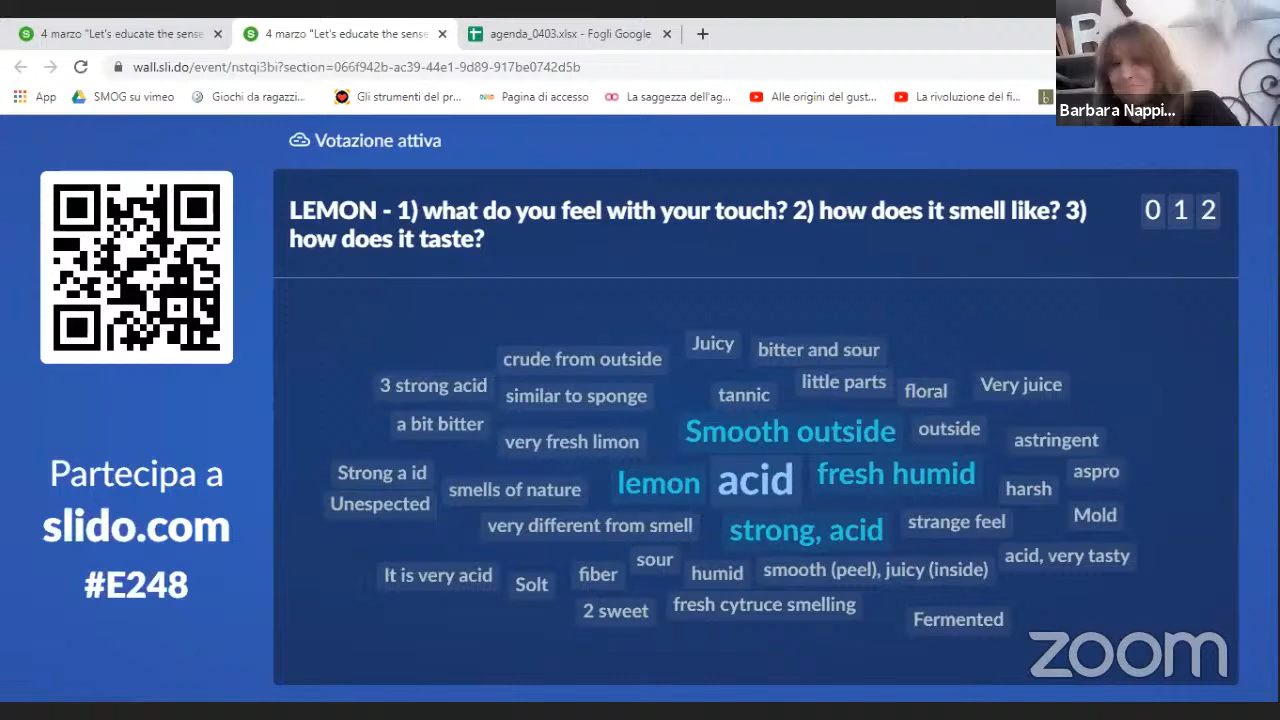 4 marzo "Let's educate the sense
4 marzo "Let's educate the sense
agenda_0403.xlsx - Fogli Google
wall.sli.do/event/nstqi3bi?section=066f942b-ac39-44e1-9d89-917be0742d5b
App
SMOG su vimeo
Giochi da ragazzi...
Gli strumenti del pr...
Pagina di accesso
La saggezza dell'ag...
Alle origini del gust...
La rivoluzione del fi...
Barbara Nappi...
Votazione attiva
LEMON - 1) what do you feel with your touch? 2) how does it smell like? 3)
how does it taste?
0 1 2
Partecipa a
slido.com
#E248
Juicy
bitter and sour
crude from outside
3 strong acid
similar to sponge
tannic
little parts
floral
Very juice
a bit bitter
very fresh limon
Smooth outside
outside
astringent
Strong a id
Unexpected
smells of nature
lemon
acid
fresh humid
harsh
aspro
very different from smell
strong, acid
strange feel
Mold
It is very acid
Solt
fiber
sour
humid
smooth (peel), juicy (inside)
acid, very tasty
2 sweet
fresh cytruce smelling
Fermented
zoom